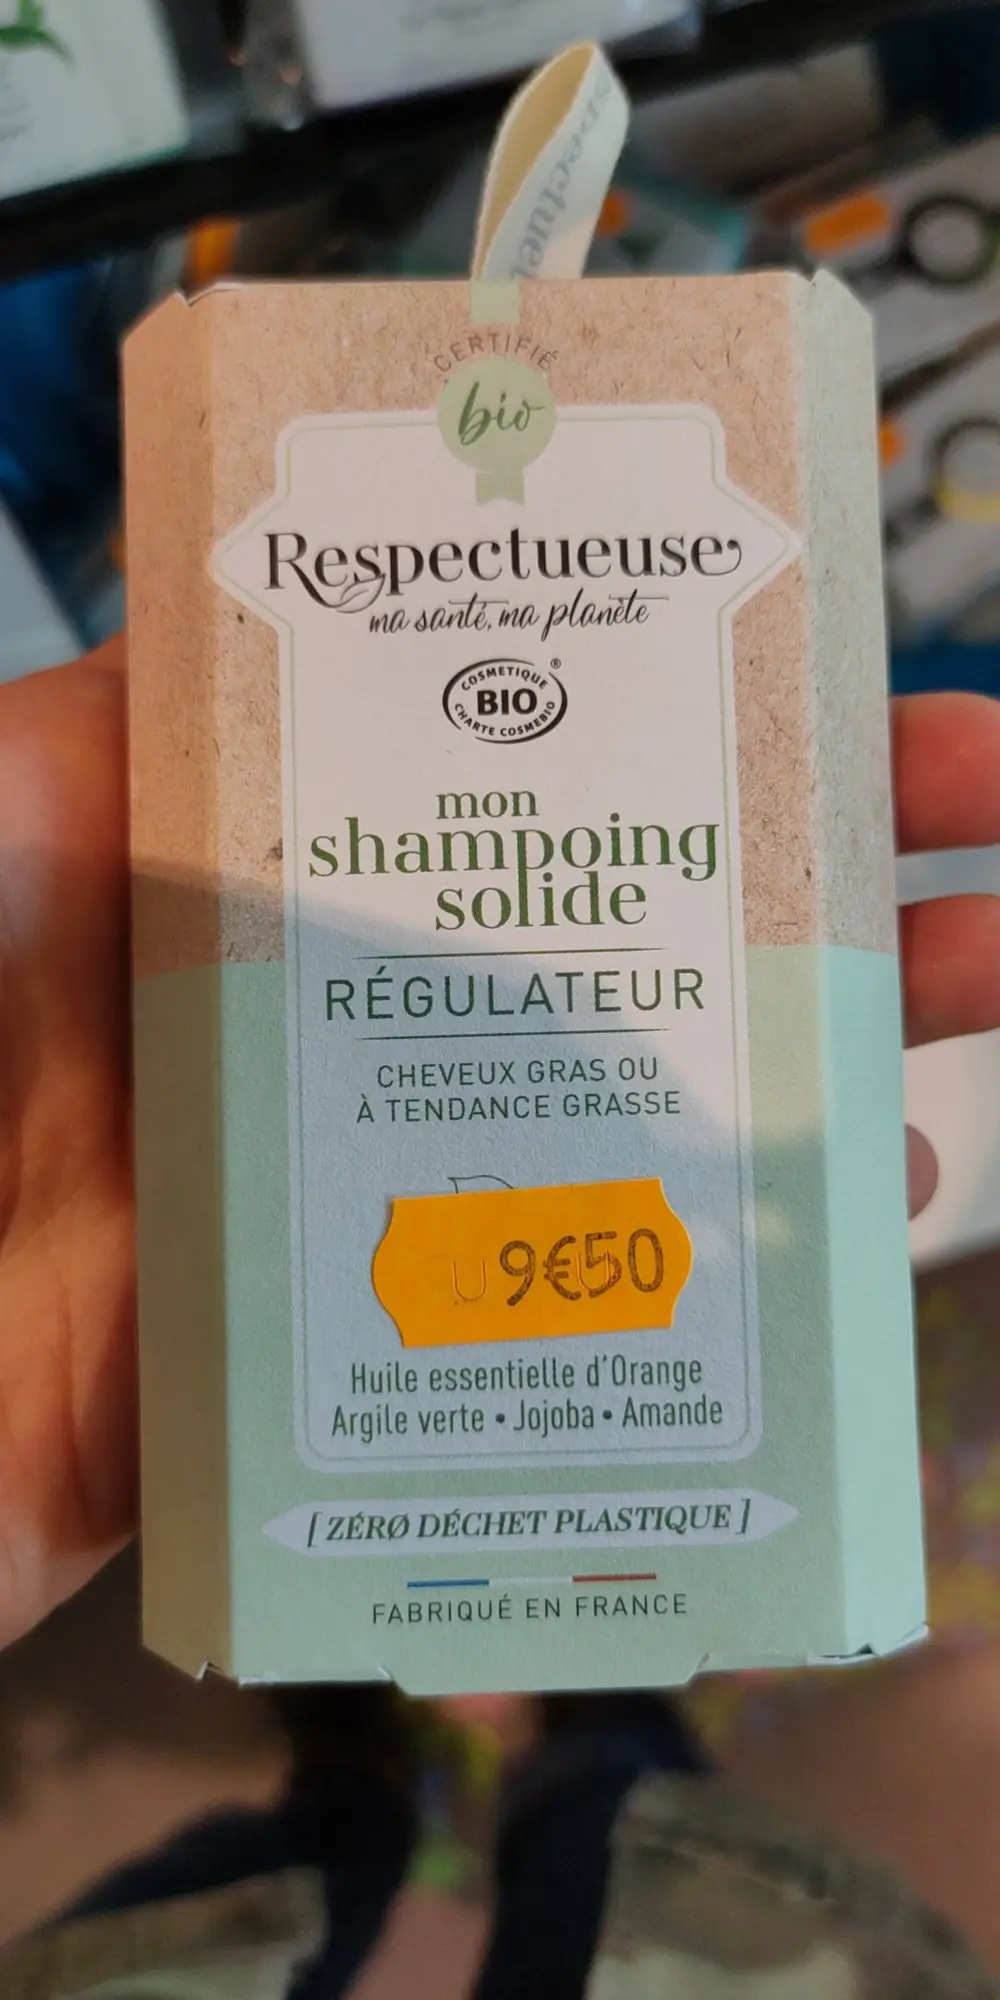 CERTIFIÉ
bio
Respectueuse
ma santé, ma planète
COSMETIQUE
®
BIO
CHARTE COSMEBIO
mon
shampoing
solide
RÉGULATEUR
CHEVEUX GRAS OU
À TENDANCE GRASSE
9€50
Huile essentielle d'Orange
Argile verte • Jojoba • Amande
[ ZÉRØ DÉCHET PLASTIQUE ]
FABRIQUÉ EN FRANCE